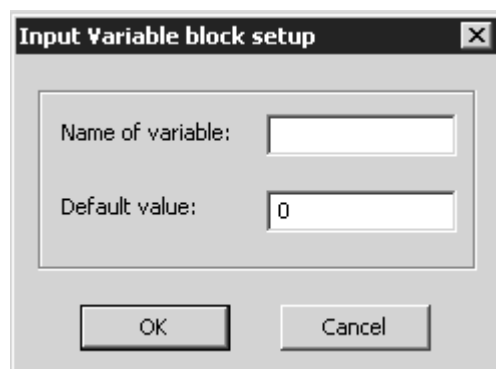 Input Variable block setup
Name of variable:
Default value: 0
OK Cancel